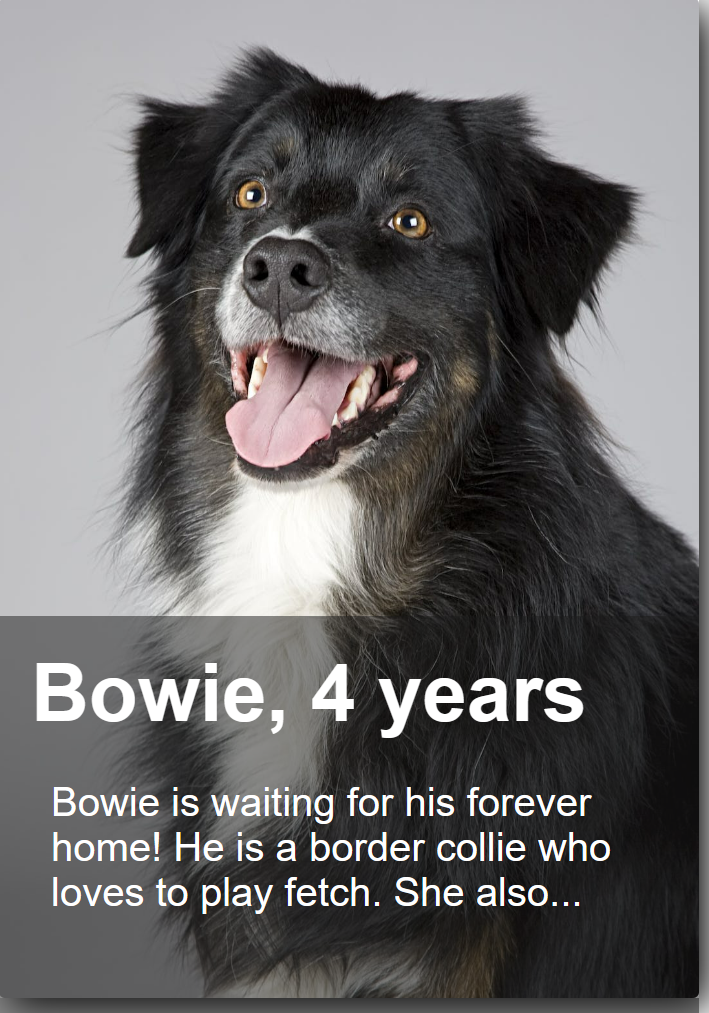 Bowie, 4 years
Bowie is waiting for his forever
home! He is a border collie who
loves to play fetch. She also...